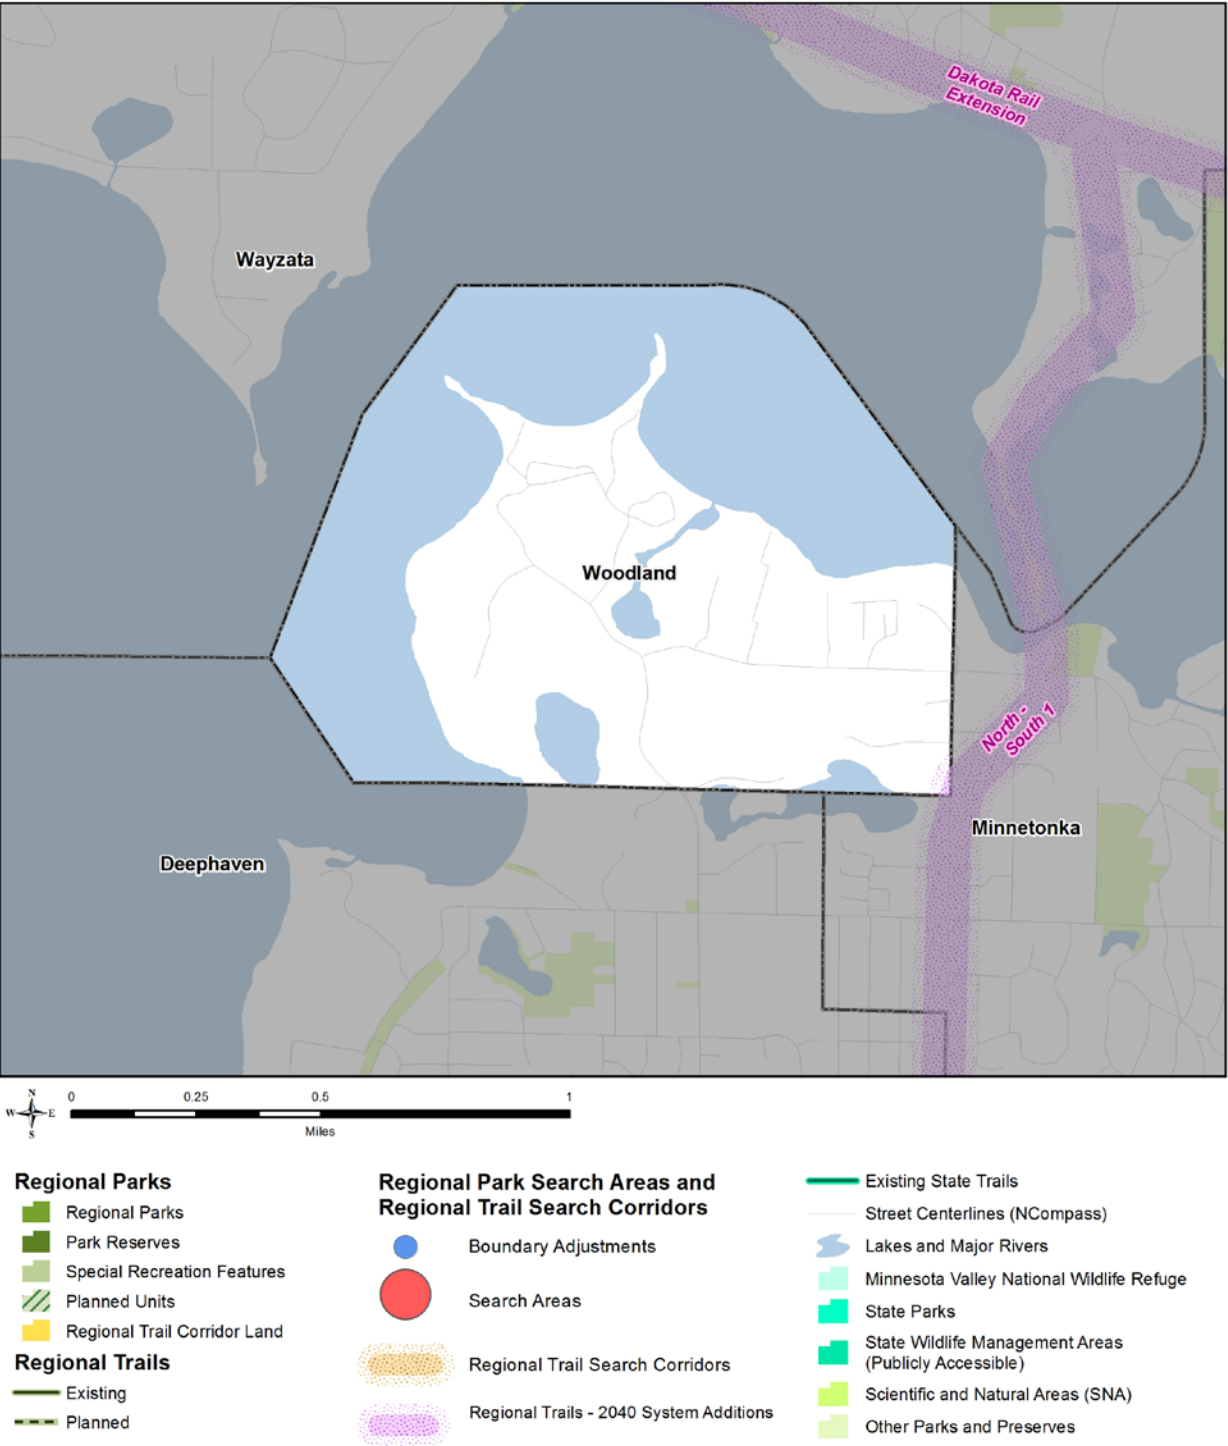 Dakota Rail
Extension
Wayzata
Woodland
North -
South 1
Minnetonka
Deephaven
N
W E
S
0 0.25 0.5 1
Miles
Regional Parks
Regional Parks
Park Reserves
Special Recreation Features
Planned Units
Regional Trail Corridor Land
Regional Trails
Existing
Planned
Regional Park Search Areas and
Regional Trail Search Corridors
Boundary Adjustments
Search Areas
Regional Trail Search Corridors
Regional Trails - 2040 System Additions
Existing State Trails
Street Centerlines (NCompass)
Lakes and Major Rivers
Minnesota Valley National Wildlife Refuge
State Parks
State Wildlife Management Areas
(Publicly Accessible)
Scientific and Natural Areas (SNA)
Other Parks and Preserves